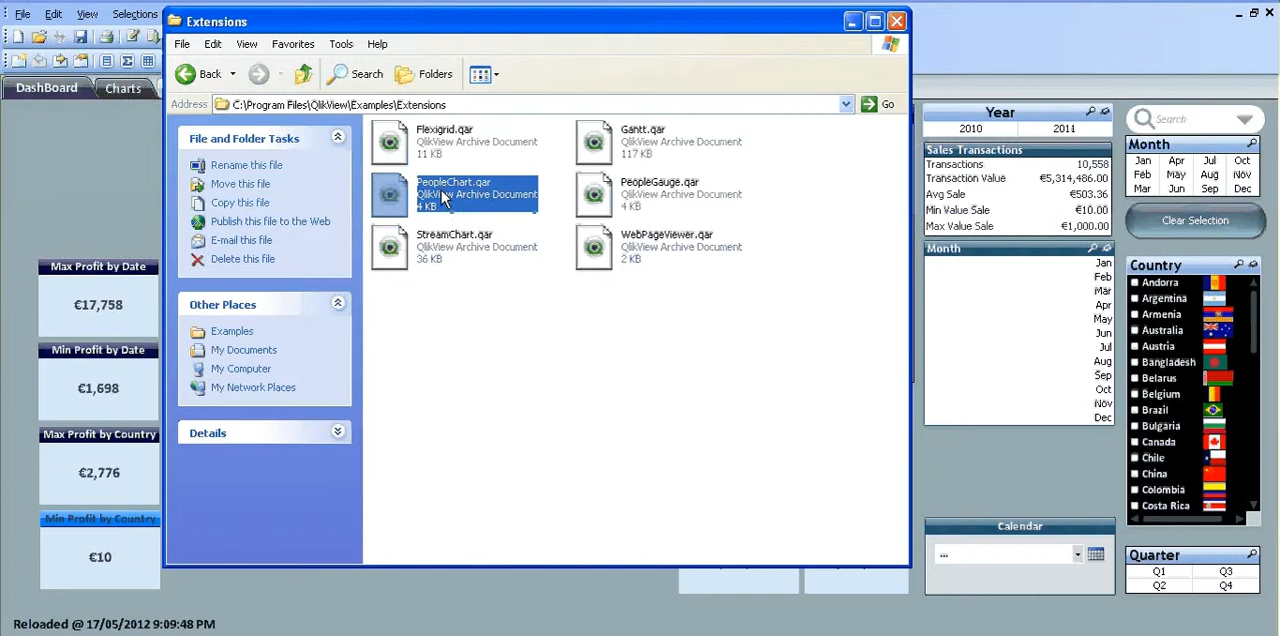 File Edit View Selections
DashBoard
Charts
Max Profit by Date
€17,758
Min Profit by Date
€1,698
Max Profit by Country
€2,776
Min Profit by Country
€10
Reloaded @ 17/05/2012 9:09:48 PM
Extensions
File Edit View Favorites Tools Help
Back Search Folders
Address C:\Program Files\QlikView\Examples\Extensions Go
File and Folder Tasks
Rename this file
Move this file
Copy this file
Publish this file to the Web
E-mail this file
Delete this file
Other Places
Examples
My Documents
My Computer
My Network Places
Details
Flexigrid.qar
QlikView Archive Document
11 KB
Gantt.qar
QlikView Archive Document
117 KB
PeopleChart.qar
QlikView Archive Document
4 KB
PeopleGauge.qar
QlikView Archive Document
4 KB
StreamChart.qar
QlikView Archive Document
36 KB
WebPageViewer.qar
QlikView Archive Document
2 KB
Year
2010 2011
Sales Transactions
Transactions 10,558
Transaction Value €5,314,486.00
Avg Sale €503.36
Min Value Sale €10.00
Max Value Sale €1,000.00
Month
Jan
Feb
Mar
Apr
May
Jun
Jul
Aug
Sep
Oct
Nov
Dec
Calendar
...
Search
Month
Jan Apr Jul Oct
Feb May Aug Nov
Mar Jun Sep Dec
Clear Selection
Country
Andorra
Argentina
Armenia
Australia
Austria
Bangladesh
Belarus
Belgium
Brazil
Bulgaria
Canada
Chile
China
Colombia
Costa Rica
Quarter
Q1 Q3
Q2 Q4